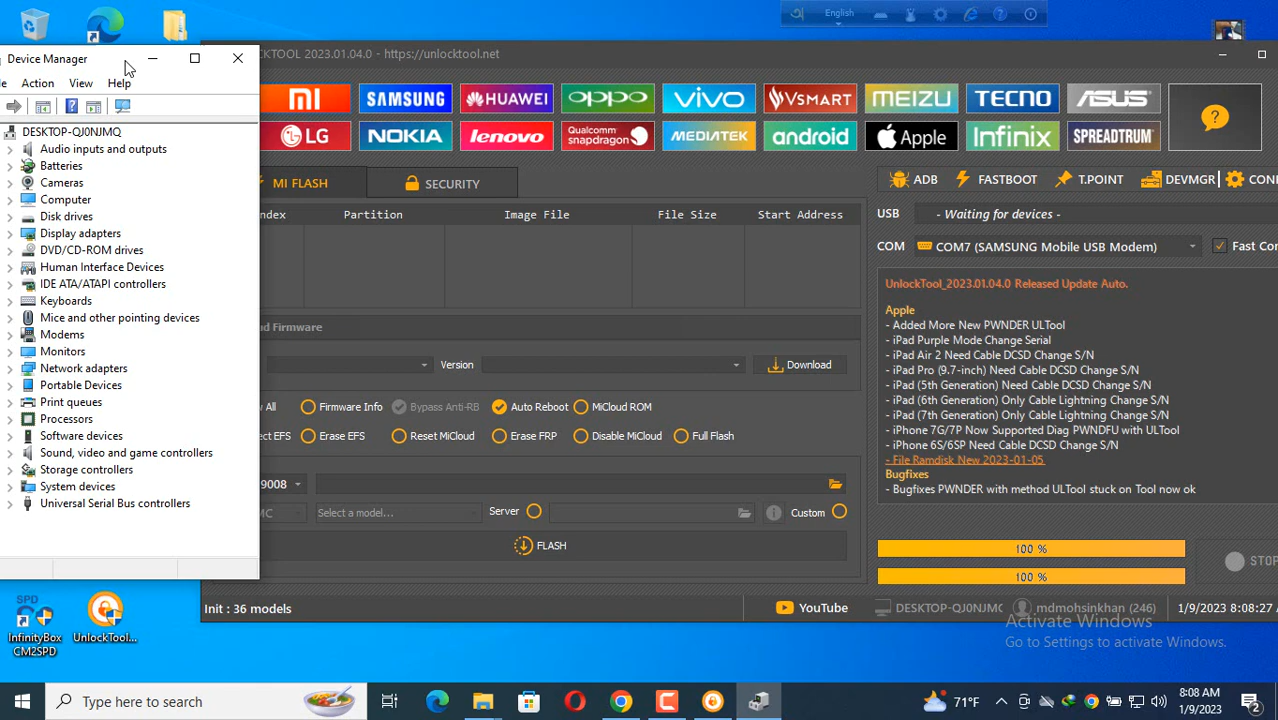 অ English
Device Manager
CKTOOL 2023.01.04.0 - https://unlocktool.net
Action View Help
DESKTOP-QJ0NJMQ
Audio inputs and outputs
Batteries
Cameras
Computer
Disk drives
Display adapters
DVD/CD-ROM drives
Human Interface Devices
IDE ATA/ATAPI controllers
Keyboards
Mice and other pointing devices
Modems
Monitors
Network adapters
Portable Devices
Print queues
Processors
Software devices
Sound, video and game controllers
Storage controllers
System devices
Universal Serial Bus controllers
MI SAMSUNG HUAWEI OPPO VIVO VSMART MEIZU TECNO ASUS
LG NOKIA lenovo Qualcomm snapdragon MEDIATEK android Apple Infinix SPREADTRUM
?
MI FLASH SECURITY
ADB FASTBOOT T.POINT DEVMGR CON
ndex Partition Image File File Size Start Address
USB - Waiting for devices -
COM COM7 (SAMSUNG Mobile USB Modem) Fast Con
d Firmware
Version Download
All Firmware Info Bypass Anti-RB Auto Reboot MiCloud ROM
ect EFS Erase EFS Reset MiCloud Erase FRP Disable MiCloud Full Flash
9008
MC Select a model... Server Custom
FLASH
UnlockTool_2023.01.04.0 Released Update Auto.
Apple
- Added More New PWNDER ULTool
- iPad Purple Mode Change Serial
- iPad Air 2 Need Cable DCSD Change S/N
- iPad Pro (9.7-inch) Need Cable DCSD Change S/N
- iPad (5th Generation) Need Cable DCSD Change S/N
- iPad (6th Generation) Only Cable Lightning Change S/N
- iPad (7th Generation) Only Cable Lightning Change S/N
- iPhone 7G/7P Now Supported Diag PWNDFU with ULTool
- iPhone 6S/6SP Need Cable DCSD Change S/N
- File Ramdisk New 2023-01-05
Bugfixes
- Bugfixes PWNDER with method ULTool stuck on Tool now ok
100 %
100 %
STOP
Init : 36 models YouTube DESKTOP-QJ0NJMC mdmohsinkhan (246) 1/9/2023 8:08:27
Activate Windows
Go to Settings to activate Windows.
SPD
InfinityBox
CM2SPD
UnlockTool...
Type here to search
71°F
8:08 AM
1/9/2023
2